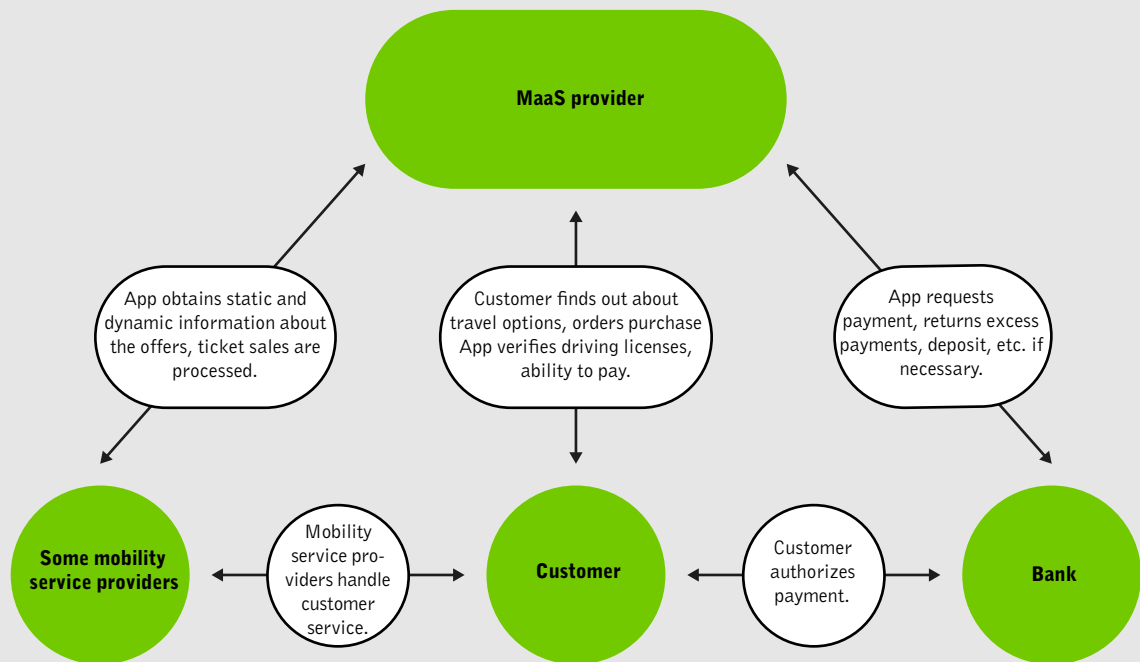 MaaS provider
App obtains static and
dynamic information about
the offers, ticket sales are
processed.
Customer finds out about
travel options, orders purchase
App verifies driving licenses,
ability to pay.
App requests
payment, returns excess
payments, deposit, etc. if
necessary.
Some mobility
service providers
Mobility
service pro-
viders handle
customer
service.
Customer
Customer
authorizes
payment.
Bank